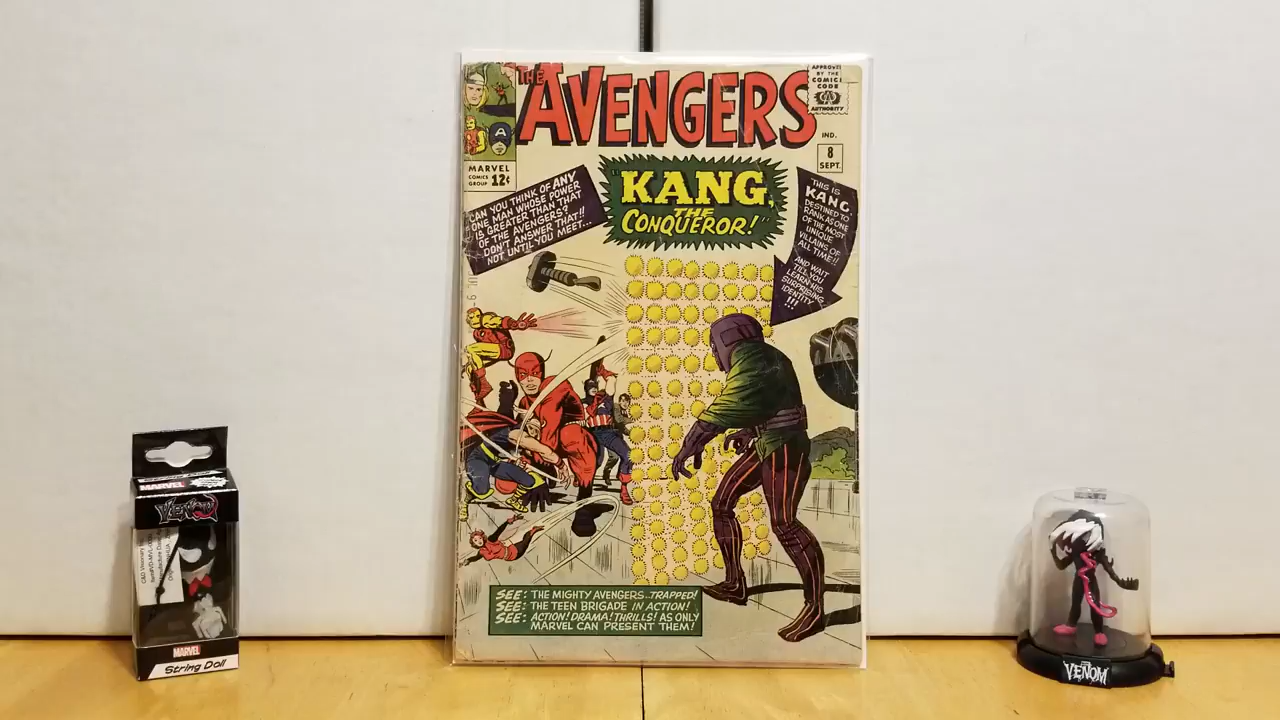 THE
AVENGERS
APPROVED
BY THE
COMICS
CODE
AUTHORITY
IND.
8
SEPT.
A
MARVEL
COMICS
GROUP
12¢
CAN YOU THINK OF ANY
ONE MAN WHOSE POWER
IS GREATER THAN THAT
OF THE AVENGERS?
DON'T ANSWER THAT!!
NOT UNTIL YOU MEET...
"KANG,
THE
CONQUEROR!"
THIS IS
KANG,
DESTINED TO
RANK AS ONE
OF THE MOST
UNIQUE
VILLAINS OF
ALL TIME!!
AND WAIT
TILL YOU
LEARN HIS
SURPRISING
IDENTITY
!!!
SEE: THE MIGHTY AVENGERS..TRAPPED!
SEE: THE TEEN BRIGADE IN ACTION!
SEE: ACTION! DRAMA! THRILLS! AS ONLY
MARVEL CAN PRESENT THEM!
MARVEL
VENOM
MARVEL
String Doll
VENOM